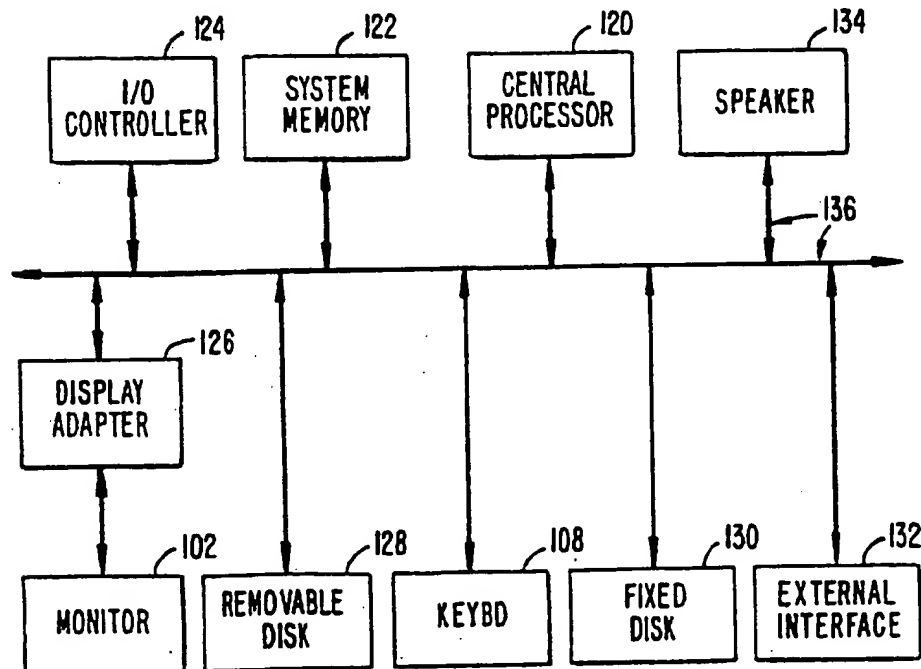 124
122
120
134
I/O
CONTROLLER
SYSTEM
MEMORY
CENTRAL
PROCESSOR
SPEAKER
136
126
DISPLAY
ADAPTER
102
128
108
130
132
MONITOR
REMOVABLE
DISK
KEYBD
FIXED
DISK
EXTERNAL
INTERFACE